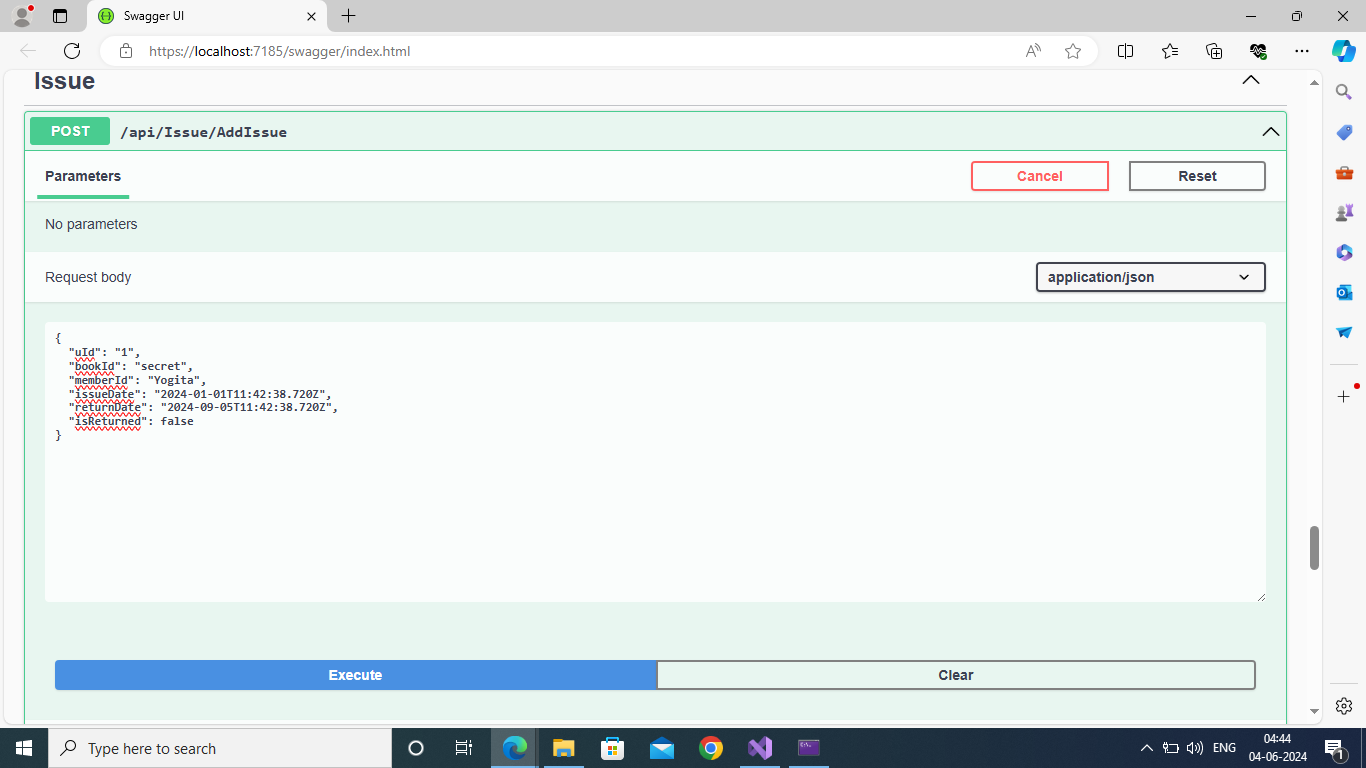 Swagger UI
https://localhost:7185/swagger/index.html
Issue
POST /api/Issue/AddIssue
Parameters Cancel Reset
No parameters
Request body application/json
{
"uId": "1",
"bookId": "secret",
"memberId": "Yogita",
"issueDate": "2024-01-01T11:42:38.720Z",
"returnDate": "2024-09-05T11:42:38.720Z",
"isReturned": false
}
Execute Clear
Type here to search ENG 04:44
04-06-2024 1